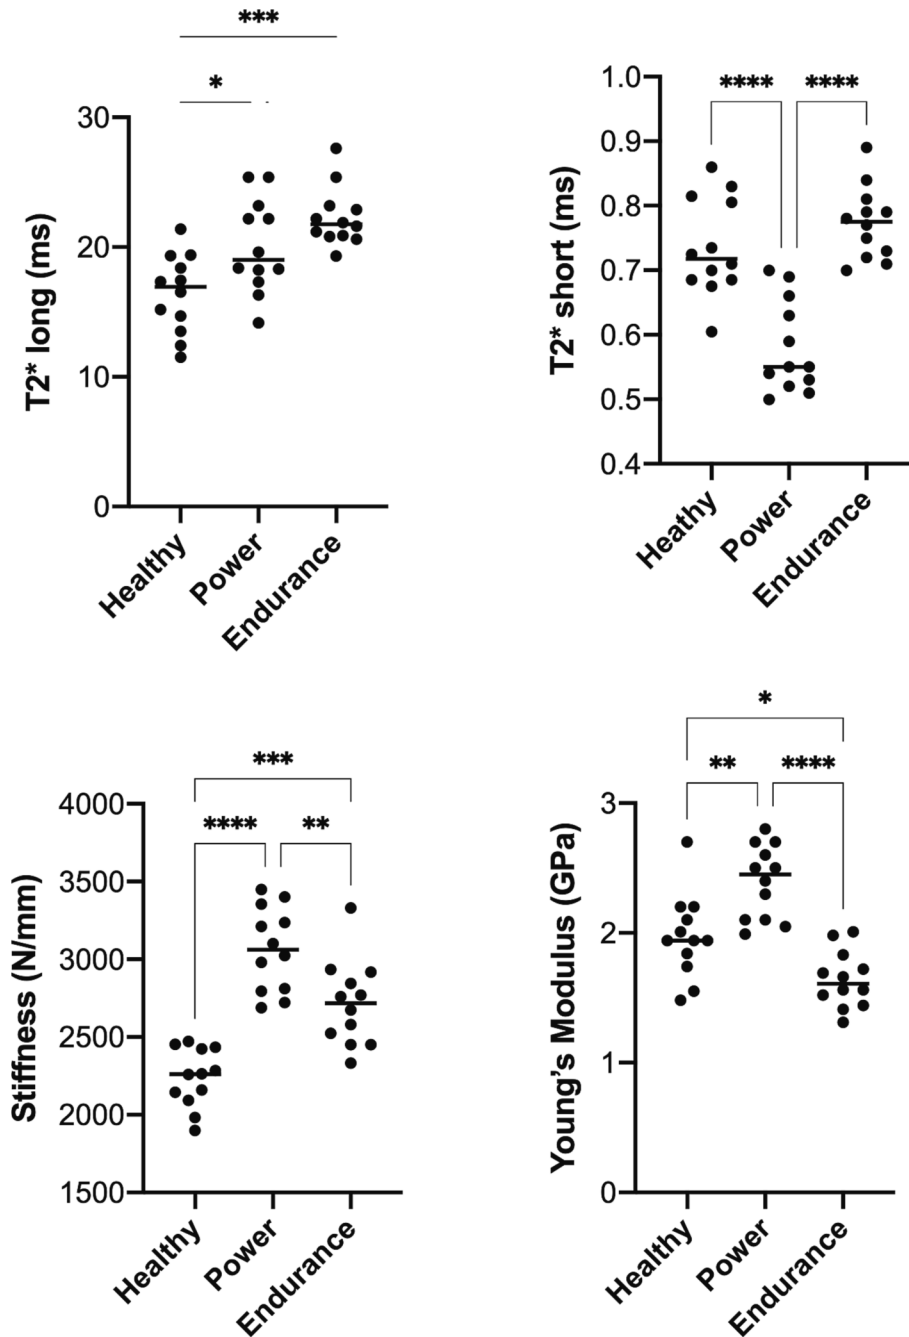 ***
*
30
20
10
0
T2* long (ms)
Healthy
Power
Endurance
**** ****
1.0
0.9
0.8
0.7
0.6
0.5
0.4
T2* short (ms)
Heathy
Power
Endurance
***
**** **
4000
3500
3000
2500
2000
1500
Stiffness (N/mm)
Healthy
Power
Endurance
*
** ****
3
2
1
0
Young's Modulus (GPa)
Healthy
Power
Endurance